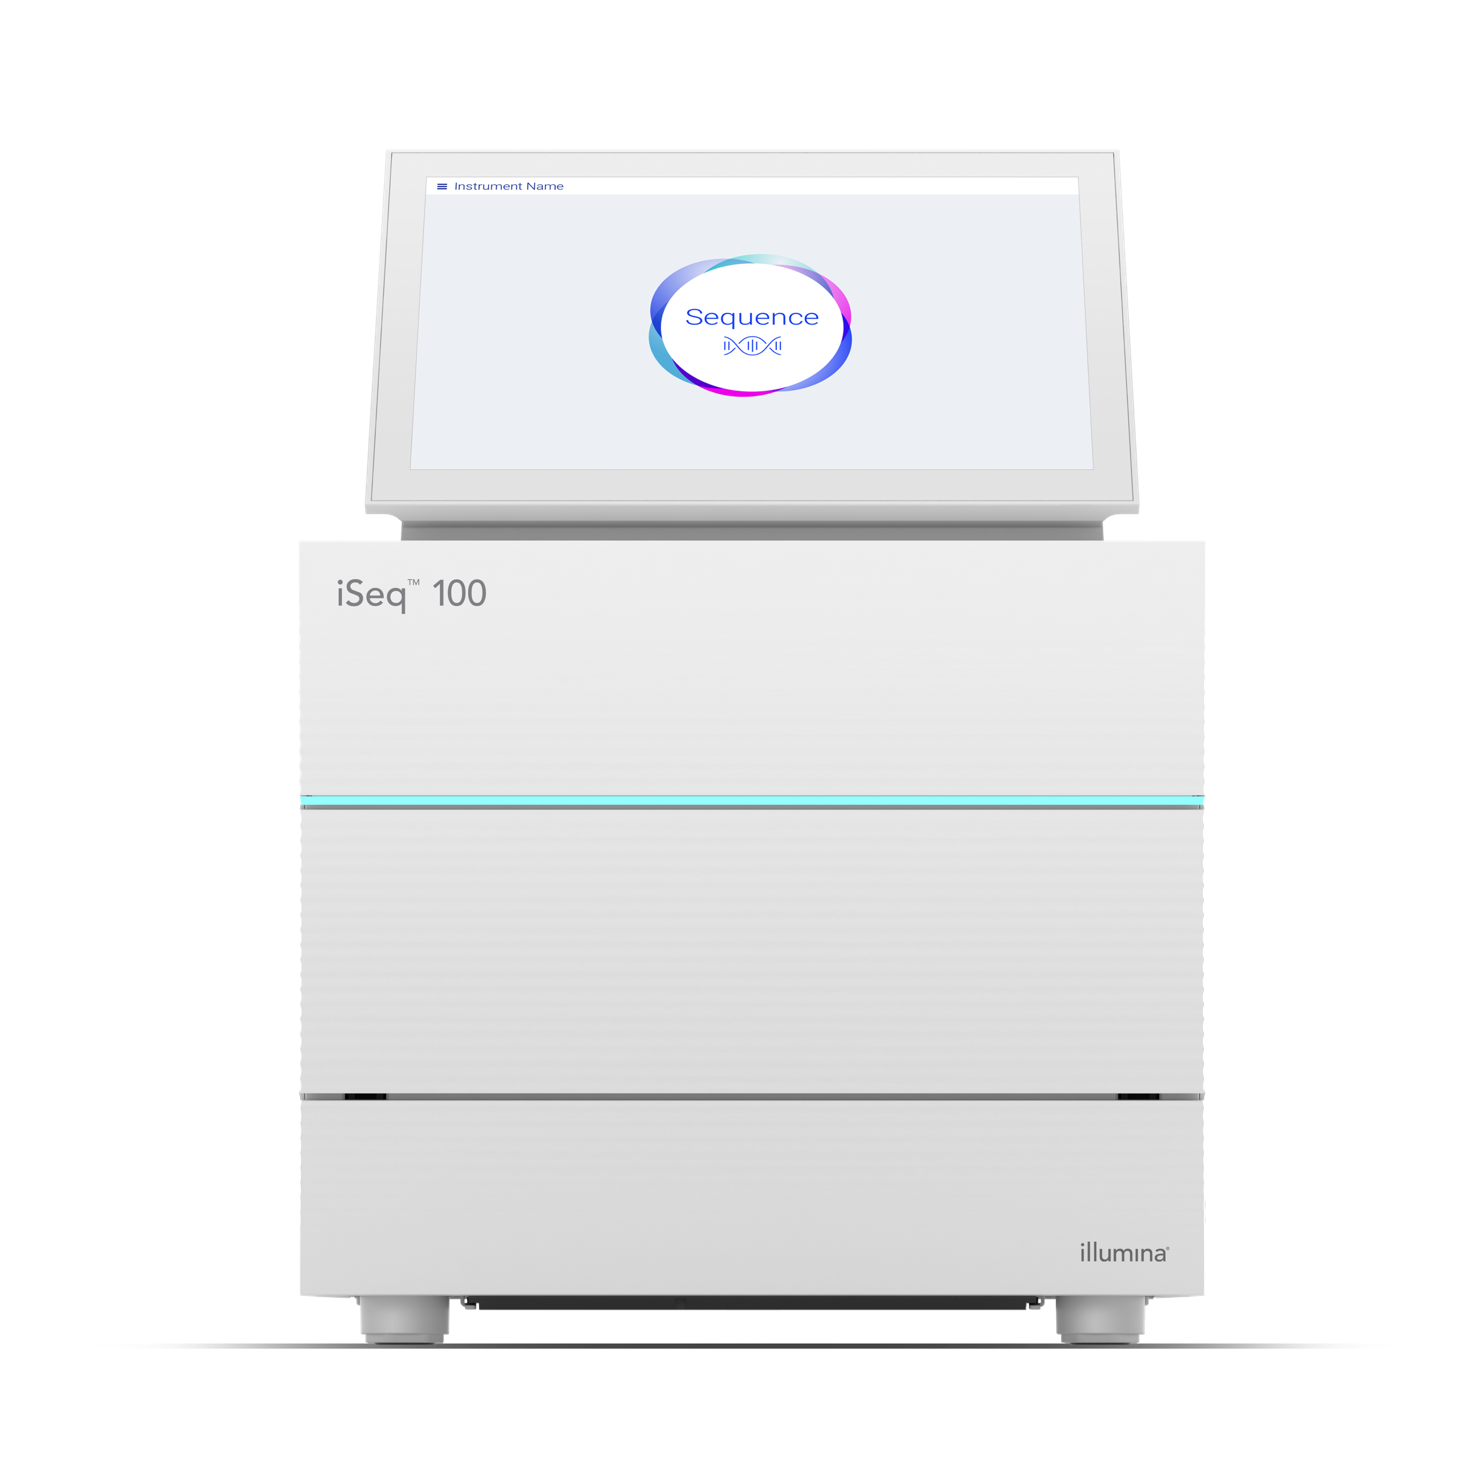 Instrument Name
Sequence
iSeq™ 100
illumina®